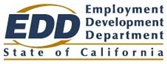 EDD Employment
Development
Department
State of California